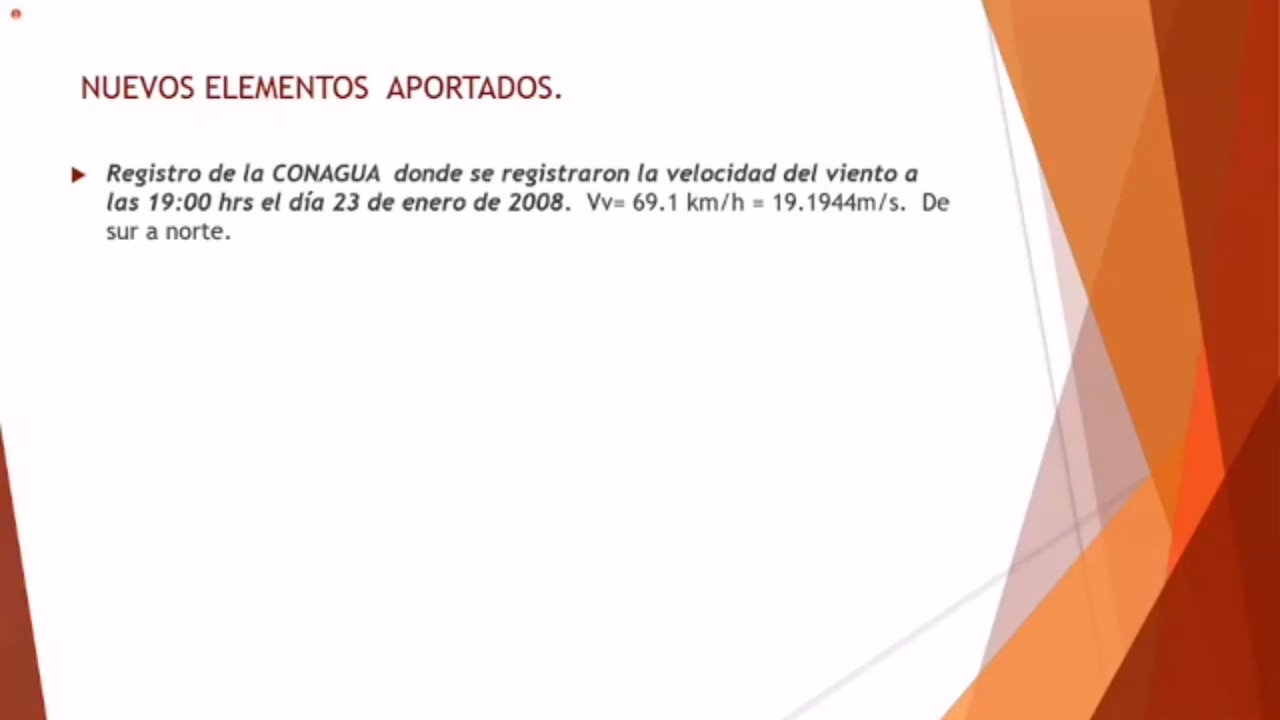 NUEVOS ELEMENTOS  APORTADOS.
Registro de la CONAGUA  donde se registraron la velocidad del viento a
las 19:00 hrs el día 23 de enero de 2008.  Vv= 69.1 km/h = 19.1944m/s.  De
sur a norte.